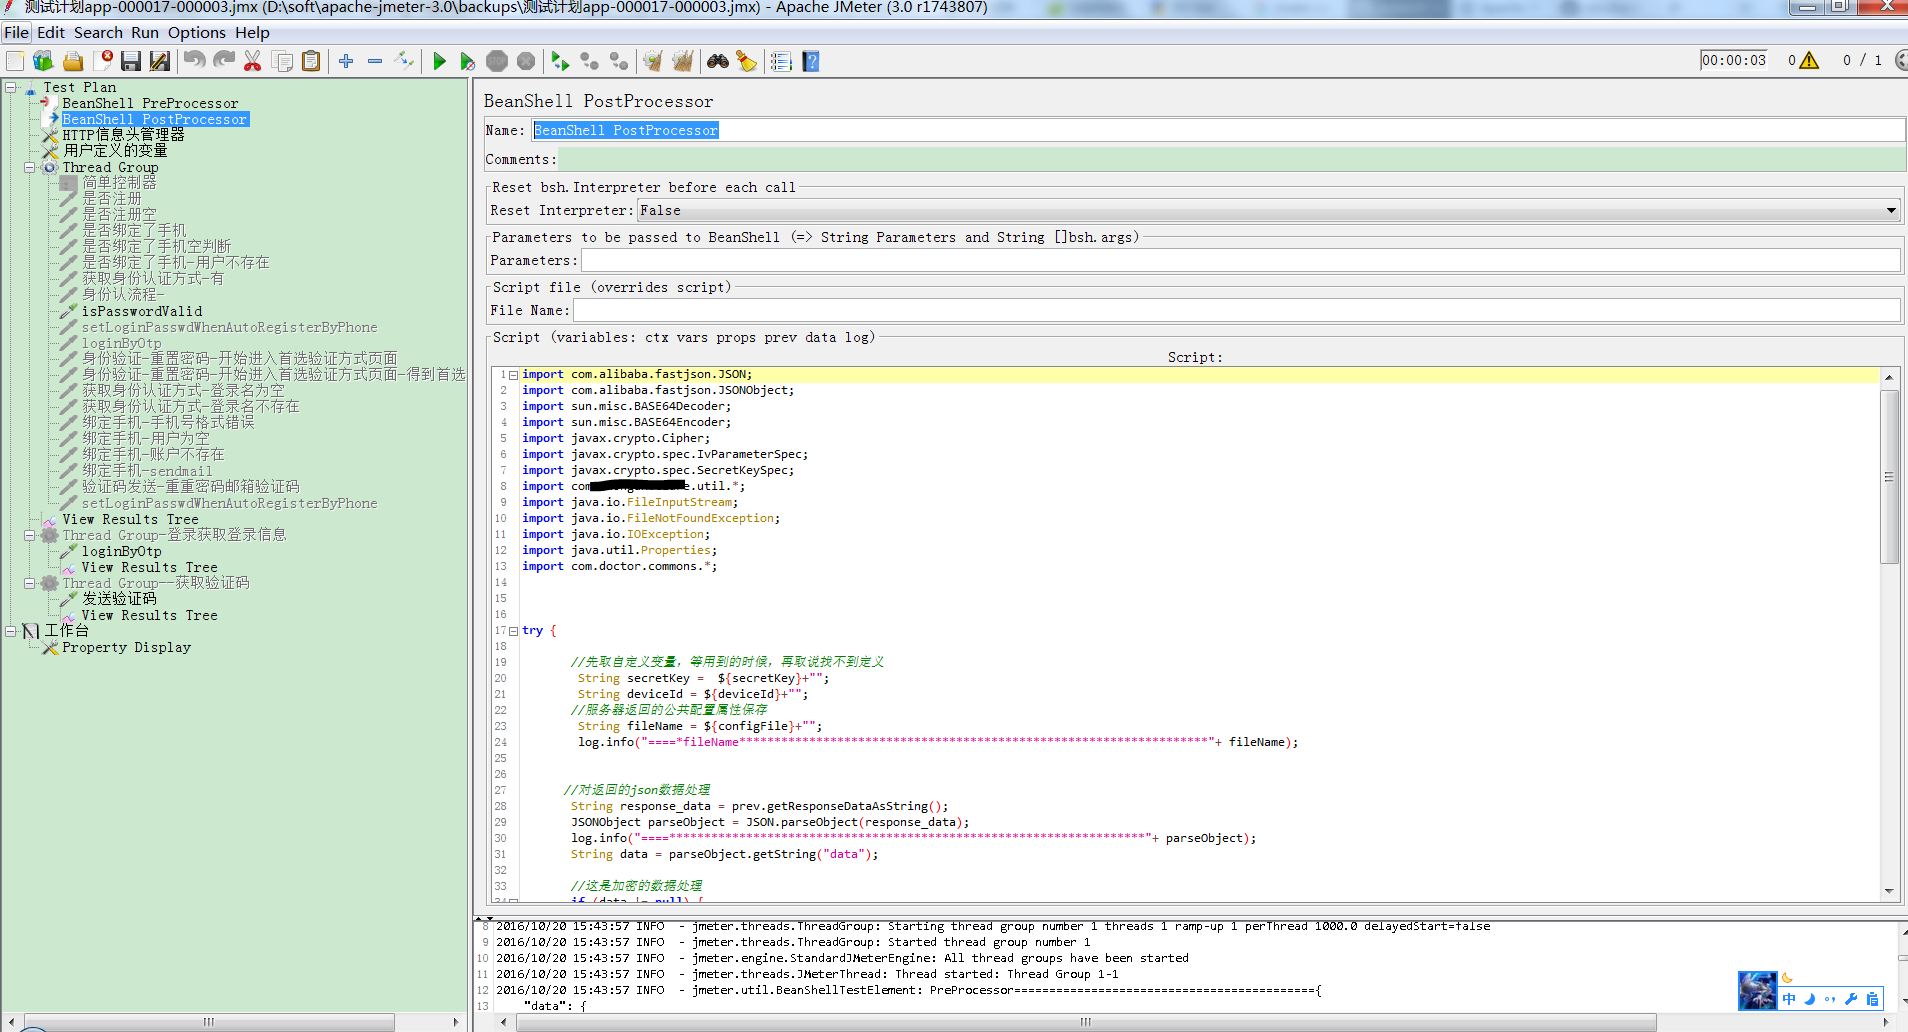 测试计划app-000017-000003.jmx (D:\soft\apache-jmeter-3.0\backups\测试计划app-000017-000003.jmx) - Apache JMeter (3.0 r1743807)
File Edit Search Run Options Help
00:00:03 0 0 / 1
Test Plan
BeanShell PreProcessor
BeanShell PostProcessor
HTTP信息头管理器
用户定义的变量
Thread Group
简单控制器
是否注册
是否注册空
是否绑定了手机
是否绑定了手机空判断
是否绑定了手机-用户不存在
获取身份认证方式-有
身份认流程-
isPasswordValid
setLoginPasswdWhenAutoRegisterByPhone
loginByOtp
身份验证-重置密码-开始进入首选验证方式页面
身份验证-重置密码-开始进入首选验证方式页面-得到首选
获取身份认证方式-登录名为空
获取身份认证方式-登录名不存在
绑定手机-手机号格式错误
绑定手机-用户为空
绑定手机-账户不存在
绑定手机-sendmail
验证码发送-重重密码邮箱验证码
setLoginPasswdWhenAutoRegisterByPhone
View Results Tree
Thread Group-登录获取登录信息
loginByOtp
View Results Tree
Thread Group--获取验证码
发送验证码
View Results Tree
工作台
Property Display
BeanShell PostProcessor
Name: BeanShell PostProcessor
Comments:
Reset bsh.Interpreter before each call
Reset Interpreter: False
Parameters to be passed to BeanShell (=> String Parameters and String []bsh.args)
Parameters:
Script file (overrides script)
File Name:
Script (variables: ctx vars props prev data log)
Script:
1 import com.alibaba.fastjson.JSON;
2 import com.alibaba.fastjson.JSONObject;
3 import sun.misc.BASE64Decoder;
4 import sun.misc.BASE64Encoder;
5 import javax.crypto.Cipher;
6 import javax.crypto.spec.IvParameterSpec;
7 import javax.crypto.spec.SecretKeySpec;
8 import com e.util.*;
9 import java.io.FileInputStream;
10 import java.io.FileNotFoundException;
11 import java.io.IOException;
12 import java.util.Properties;
13 import com.doctor.commons.*;
14
15
16
17 try {
18
19 //先取自定义变量，等用到的时候，再取说找不到定义
20 String secretKey = ${secretKey}+"";
21 String deviceId = ${deviceId}+"";
22 //服务器返回的公共配置属性保存
23 String fileName = ${configFile}+"";
24 log.info("====*fileName*******************************************************************"+ fileName);
25
26
27 //对返回的json数据处理
28 String response_data = prev.getResponseDataAsString();
29 JSONObject parseObject = JSON.parseObject(response_data);
30 log.info("====********************************************************************"+ parseObject);
31 String data = parseObject.getString("data");
32
33 //这是加密的数据处理
34 if (data != null) {
8 2016/10/20 15:43:57 INFO - jmeter.threads.ThreadGroup: Starting thread group number 1 threads 1 ramp-up 1 perThread 1000.0 delayedStart=false
9 2016/10/20 15:43:57 INFO - jmeter.threads.ThreadGroup: Started thread group number 1
10 2016/10/20 15:43:57 INFO - jmeter.engine.StandardJMeterEngine: All thread groups have been started
11 2016/10/20 15:43:57 INFO - jmeter.threads.JMeterThread: Thread started: Thread Group 1-1
12 2016/10/20 15:43:57 INFO - jmeter.util.BeanShellTestElement: PreProcessor==========================================={
13 "data": {
中